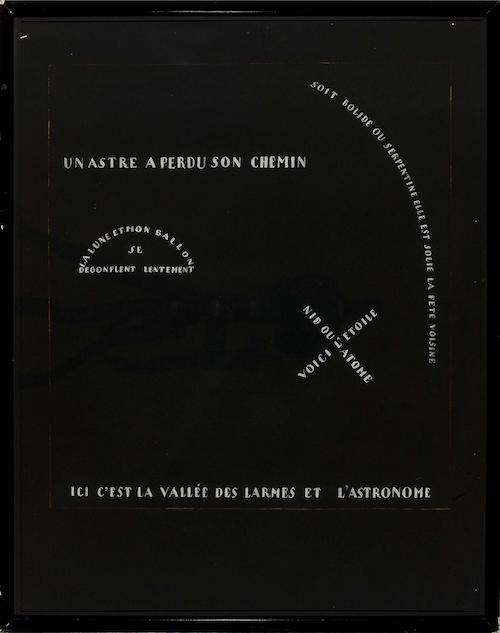 SOIT BOLIDE OU SERPENTINE ELLE EST JOLIE LA FETE VOISINE
UN ASTRE A PERDU SON CHEMIN
LA LUNE ET MON BALLON
SE
DEGONFLENT LENTEMENT
NID OU ATOME
VOICI L'ETOILE
ICI C'EST LA VALLÉE DES LARMES ET L'ASTRONOME